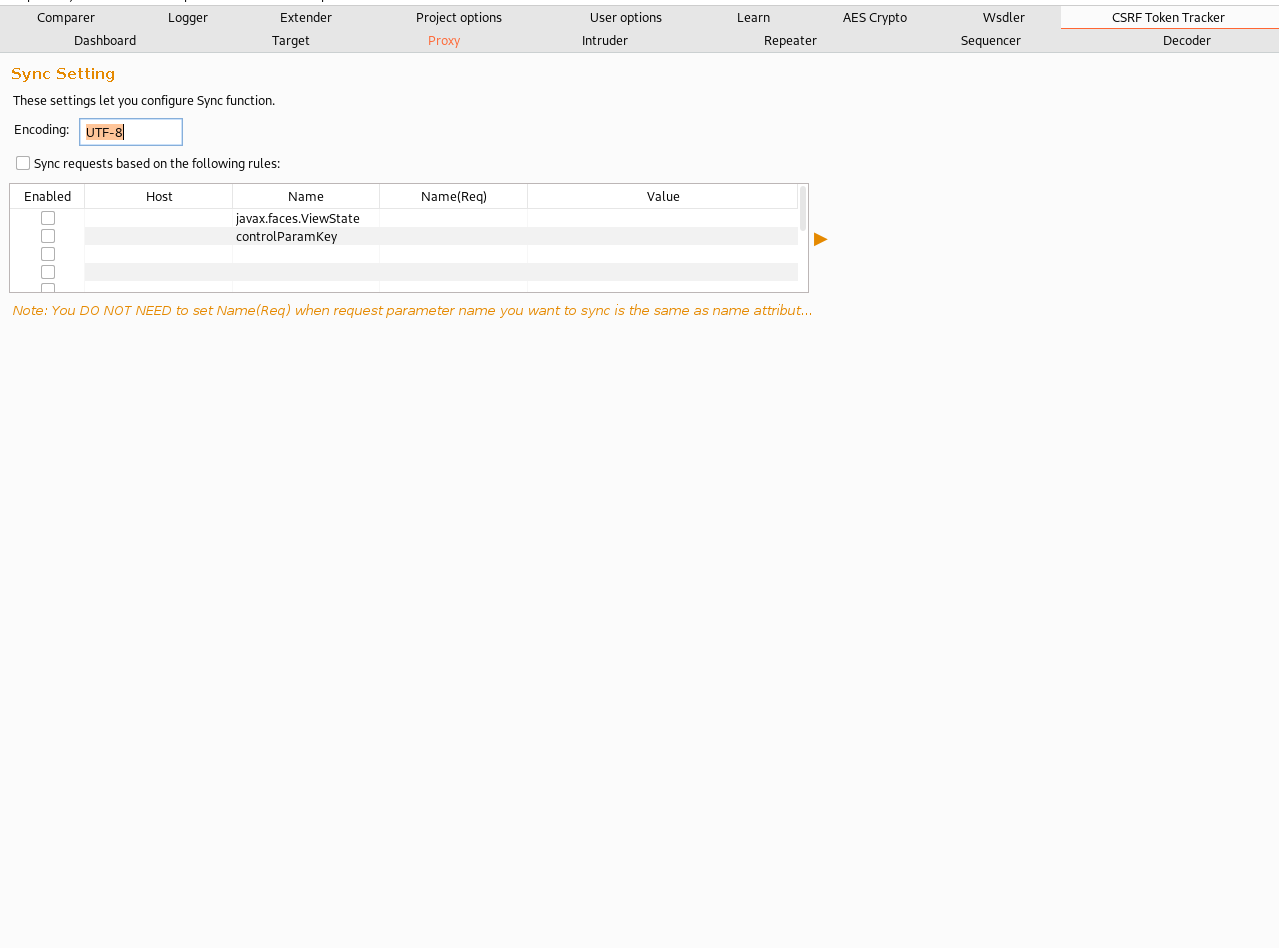 Comparer Logger Extender Project options User options Learn AES Crypto Wsdler CSRF Token Tracker
Dashboard Target Proxy Intruder Repeater Sequencer Decoder
Sync Setting
These settings let you configure Sync function.
Encoding: UTF-8
Sync requests based on the following rules:
Enabled Host Name Name(Req) Value
javax.faces.ViewState
controlParamKey
Note: You DO NOT NEED to set Name(Req) when request parameter name you want to sync is the same as name attribut...